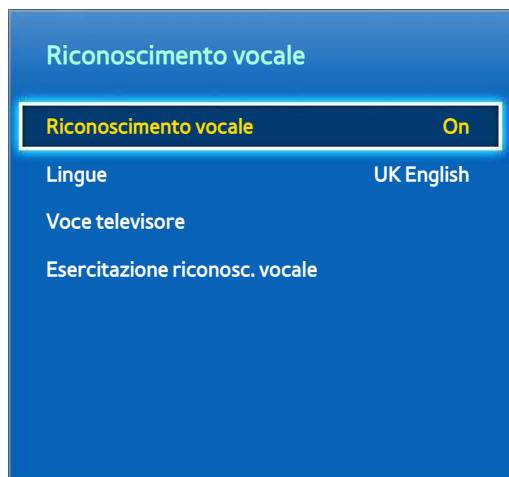 Riconoscimento vocale
Riconoscimento vocale On
Lingue UK English
Voce televisore
Esercitazione riconosc. vocale